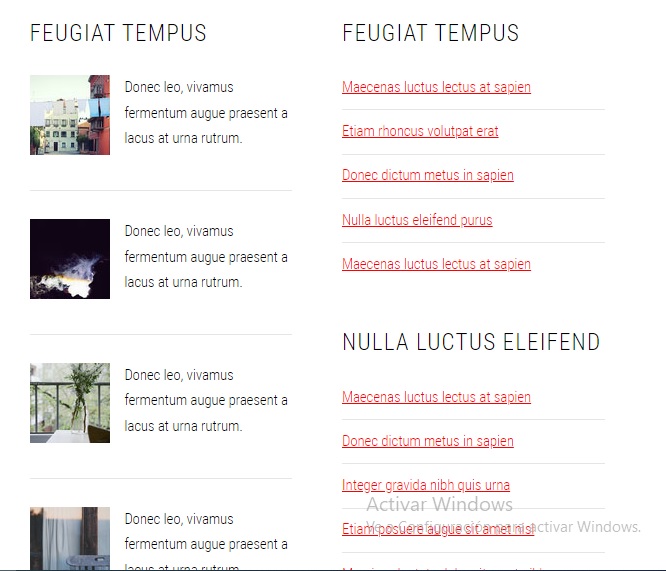 FEUGIAT TEMPUS
Donec leo, vivamus
fermentum augue praesent a
lacus at urna rutrum.
Donec leo, vivamus
fermentum augue praesent a
lacus at urna rutrum.
Donec leo, vivamus
fermentum augue praesent a
lacus at urna rutrum.
Donec leo, vivamus
fermentum augue praesent a
lacus at urna rutrum.
FEUGIAT TEMPUS
Maecenas luctus lectus at sapien
Etiam rhoncus volutpat erat
Donec dictum metus in sapien
Nulla luctus eleifend purus
Maecenas luctus lectus at sapien
NULLA LUCTUS ELEIFEND
Maecenas luctus lectus at sapien
Donec dictum metus in sapien
Integer gravida nibh quis urna
Etiam posuere augue sit amet nisl
Activar Windows
Ve a Configuración para activar Windows.